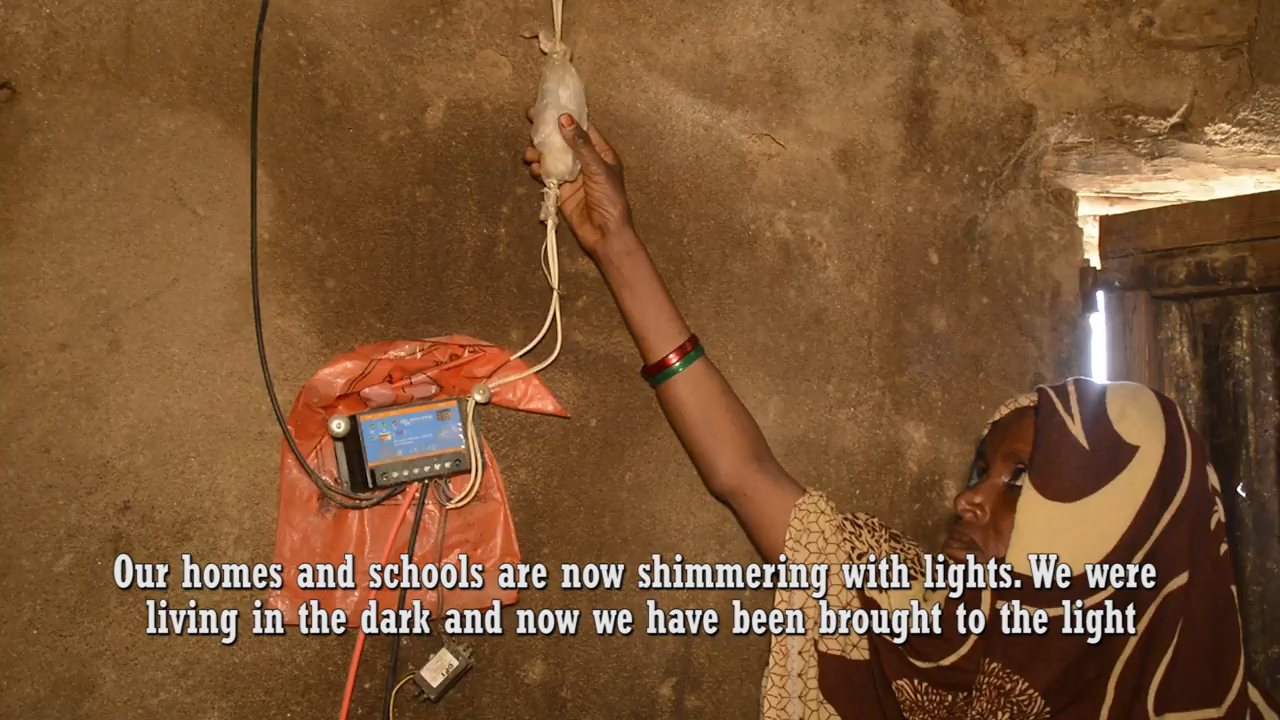 Our homes and schools are now shimmering with lights. We were
living in the dark and now we have been brought to the light